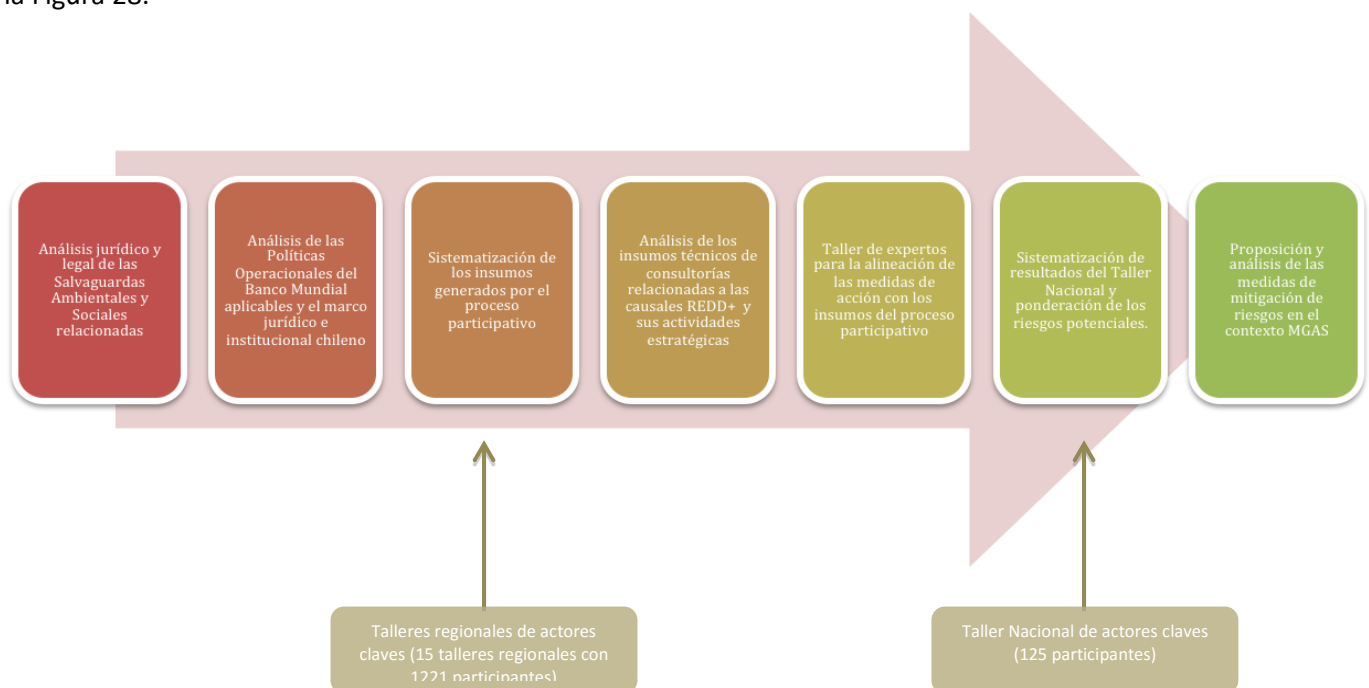 la Figura 28.
Análisis jurídico y
legal de las
Salvaguardas
Ambientales y
Sociales
relacionadas
Análisis de las
Políticas
Operacionales del
Banco Mundial
aplicables y el marco
jurídico e
institucional chileno
Sistematización de
los insumos
generados por el
proceso
participativo
Análisis de los
insumos técnicos de
consultorías
relacionadas a las
causales REDD+ y
sus actividades
estratégicas
Taller de expertos
para la alineación de
las medidas de
acción con los
insumos del proceso
participativo
Sistematización de
resultados del Taller
Nacional y
ponderación de los
riesgos potenciales.
Proposición y
análisis de las
medidas de
mitigación de
riesgos en el
contexto MGAS
Talleres regionales de actores
claves (15 talleres regionales con
1221 participantes)
Taller Nacional de actores claves
(125 participantes)